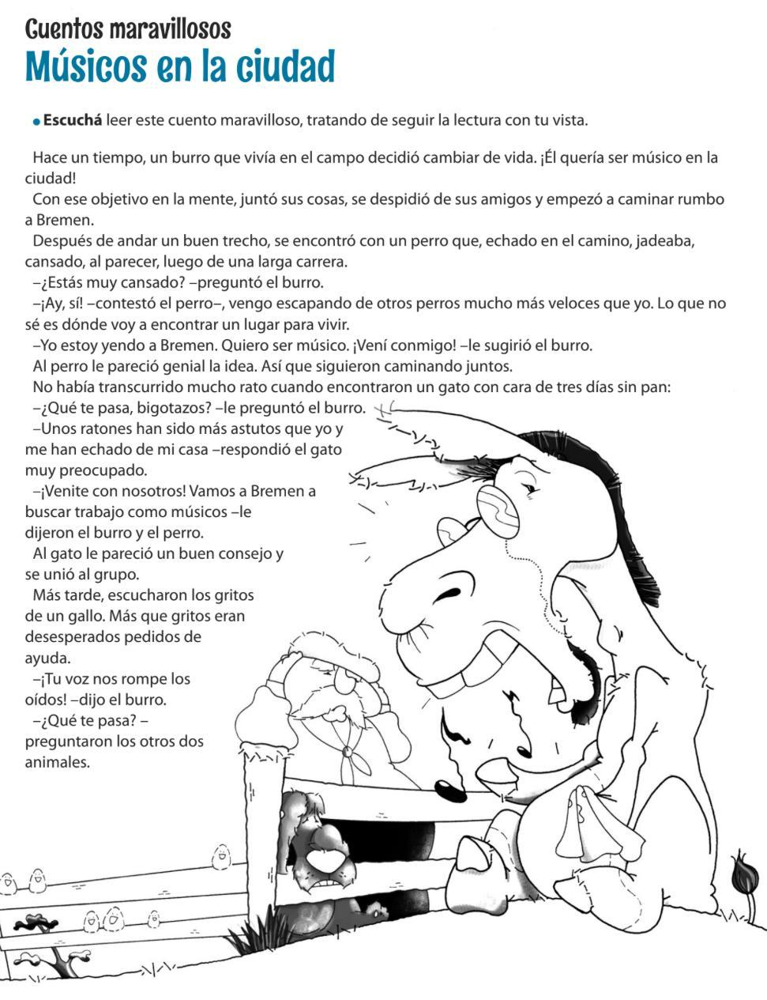 Cuentos maravillosos
Músicos en la ciudad
• Escuchá leer este cuento maravilloso, tratando de seguir la lectura con tu vista.
Hace un tiempo, un burro que vivía en el campo decidió cambiar de vida. ¡Él quería ser músico en la
ciudad!
Con ese objetivo en la mente, juntó sus cosas, se despidió de sus amigos y empezó a caminar rumbo
a Bremen.
Después de andar un buen trecho, se encontró con un perro que, echado en el camino, jadeaba,
cansado, al parecer, luego de una larga carrera.
–¿Estás muy cansado? –preguntó el burro.
–¡Ay, sí! –contestó el perro–, vengo escapando de otros perros mucho más veloces que yo. Lo que no
sé es dónde voy a encontrar un lugar para vivir.
–Yo estoy yendo a Bremen. Quiero ser músico. ¡Vení conmigo! –le sugirió el burro.
Al perro le pareció genial la idea. Así que siguieron caminando juntos.
No había transcurrido mucho rato cuando encontraron un gato con cara de tres días sin pan:
–¿Qué te pasa, bigotazos? –le preguntó el burro.
–Unos ratones han sido más astutos que yo y
me han echado de mi casa –respondió el gato
muy preocupado.
–¡Venite con nosotros! Vamos a Bremen a
buscar trabajo como músicos –le
dijeron el burro y el perro.
Al gato le pareció un buen consejo y
se unió al grupo.
Más tarde, escucharon los gritos
de un gallo. Más que gritos eran
desesperados pedidos de
ayuda.
–¡Tu voz nos rompe los
oídos! –dijo el burro.
–¿Qué te pasa? –
preguntaron los otros dos
animales.